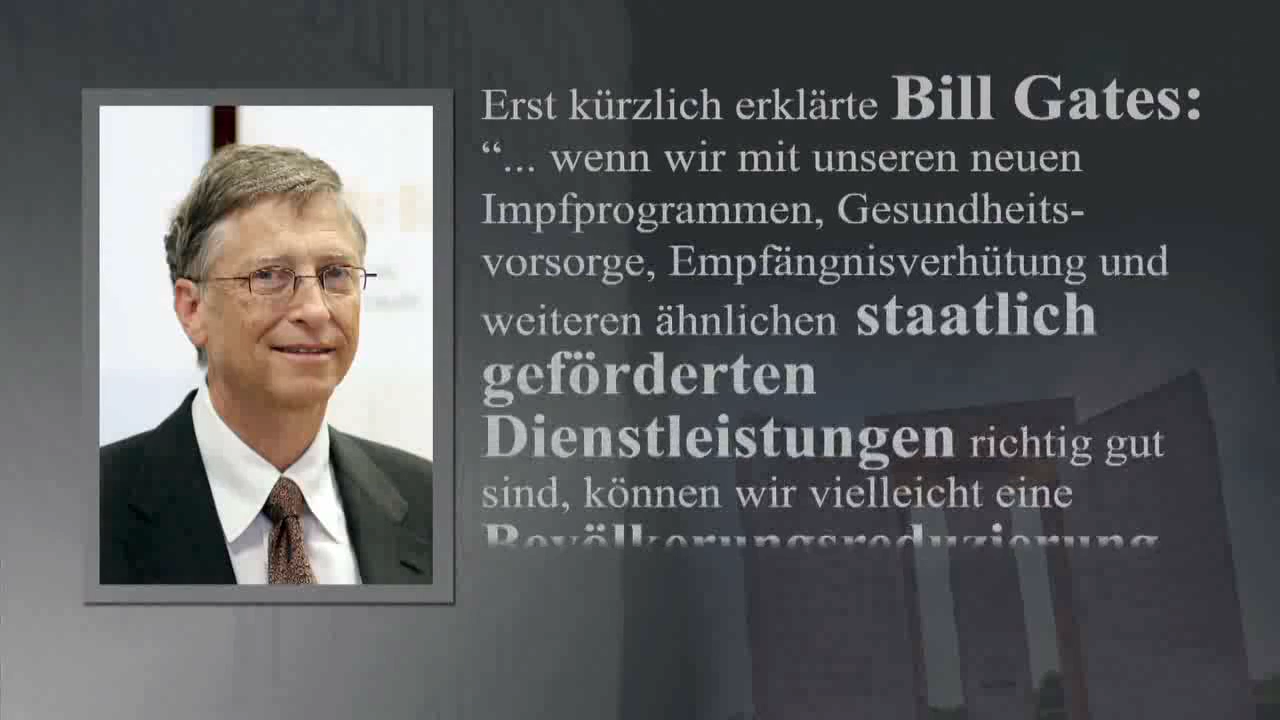 Erst kürzlich erklärte Bill Gates:
“... wenn wir mit unseren neuen
Impfprogrammen, Gesundheits-
vorsorge, Empfängnisverhütung und
weiteren ähnlichen staatlich
geförderten
Dienstleistungen richtig gut
sind, können wir vielleicht eine
Bevölkerungsreduzierung